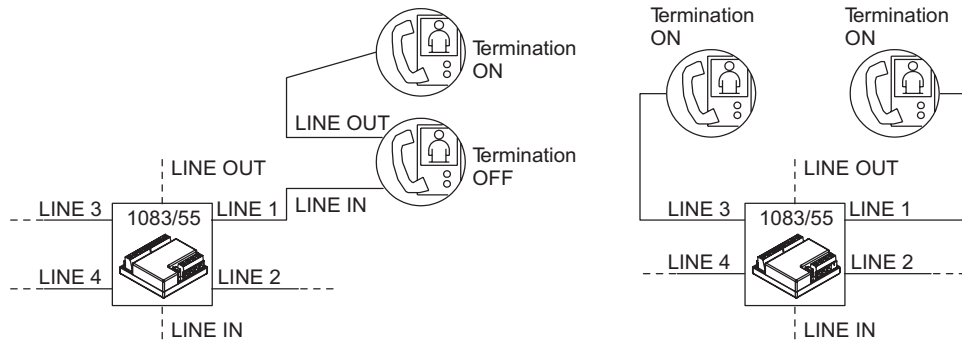 Termination
ON
LINE OUT
Termination
OFF
LINE OUT
LINE 3
1083/55
LINE 1
LINE IN
LINE 4
LINE 2
LINE IN
Termination
ON
Termination
ON
LINE OUT
LINE 3
1083/55
LINE 1
LINE 4
LINE 2
LINE IN